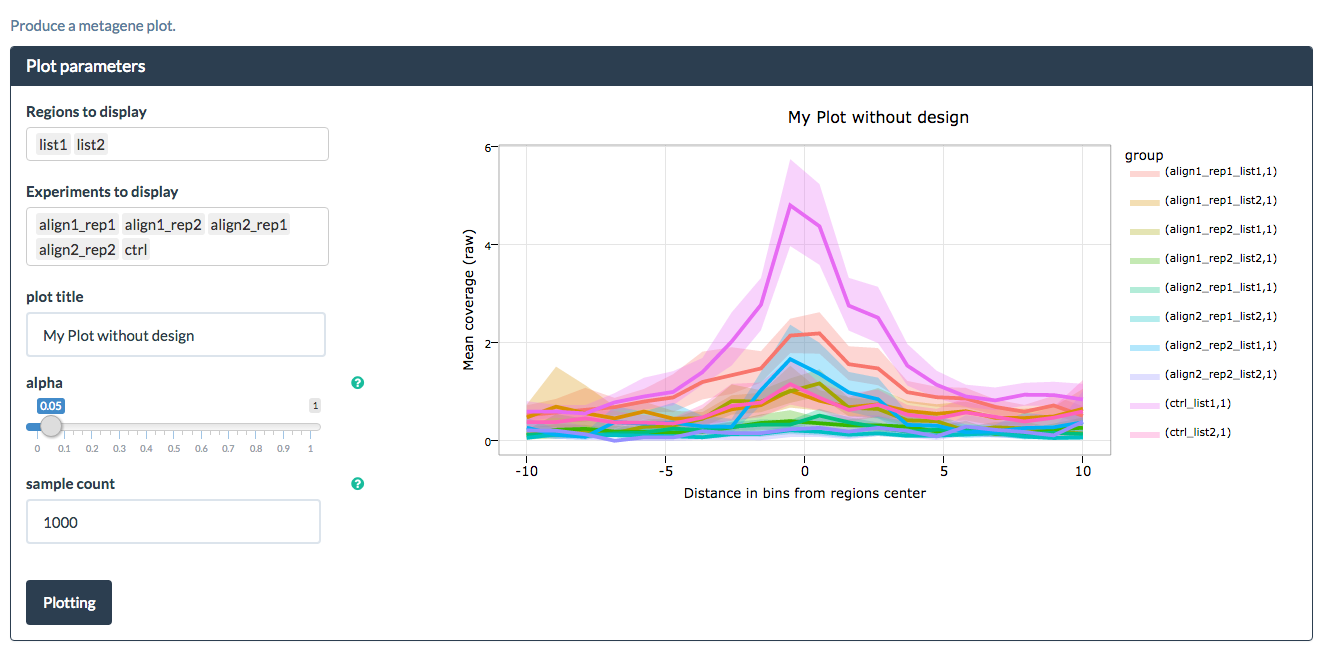 Produce a metagene plot.
Plot parameters
Regions to display
list1 list2
Experiments to display
align1_rep1 align1_rep2 align2_rep1
align2_rep2 ctrl
plot title
My Plot without design
alpha ?
0.05 1
0 0.1 0.2 0.3 0.4 0.5 0.6 0.7 0.8 0.9 1
sample count ?
1000
Plotting
My Plot without design
Mean coverage (raw)
6
4
2
0
-10 -5 0 5 10
Distance in bins from regions center
group
(align1_rep1_list1,1)
(align1_rep1_list2,1)
(align1_rep2_list1,1)
(align1_rep2_list2,1)
(align2_rep1_list1,1)
(align2_rep1_list2,1)
(align2_rep2_list1,1)
(align2_rep2_list2,1)
(ctrl_list1,1)
(ctrl_list2,1)